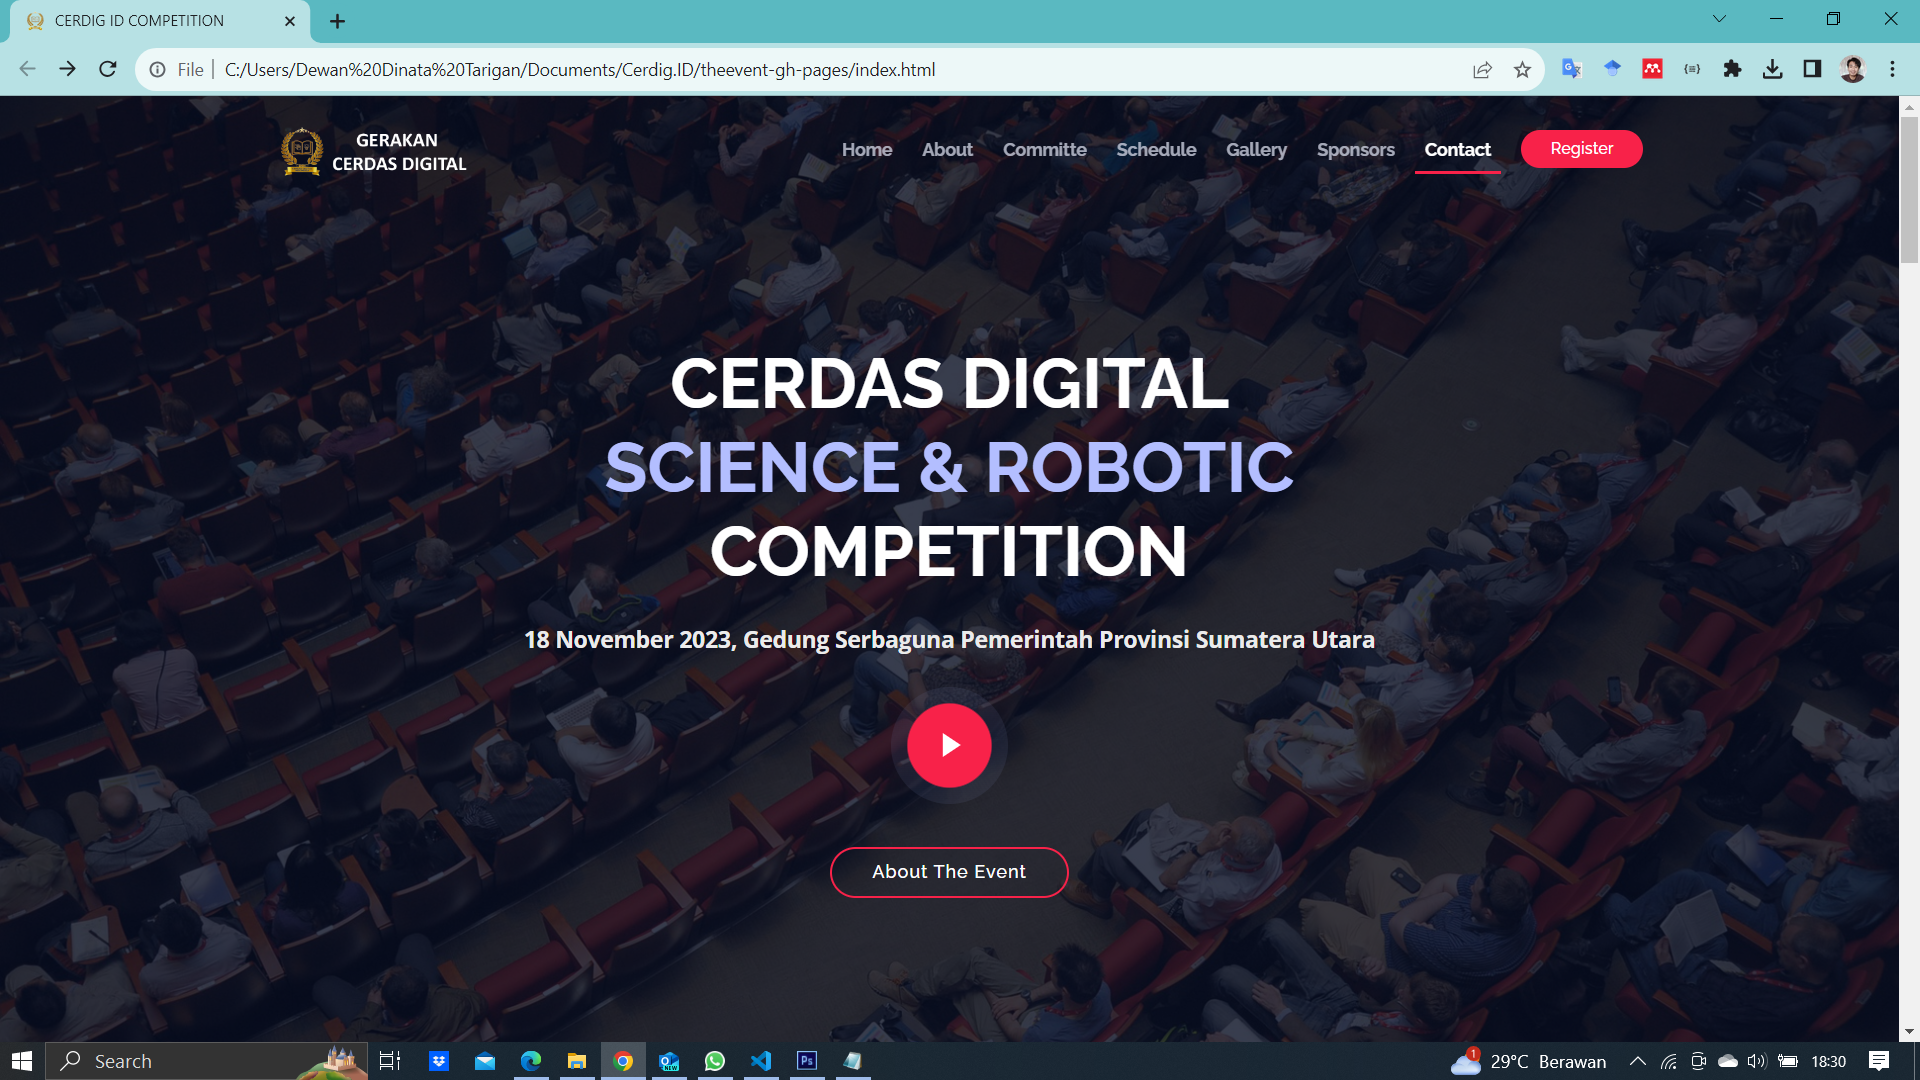 CERDIG ID COMPETITION
File
C:/Users/Dewan%20Dinata%20Tarigan/Documents/Cerdig.ID/theevent-gh-pages/index.html
GERAKAN
CERDAS DIGITAL
Home About Committe Schedule Gallery Sponsors Contact Register
CERDAS DIGITAL
SCIENCE & ROBOTIC
COMPETITION
18 November 2023, Gedung Serbaguna Pemerintah Provinsi Sumatera Utara
About The Event
Search
NEW
Ps
1
29°C Berawan
18:30